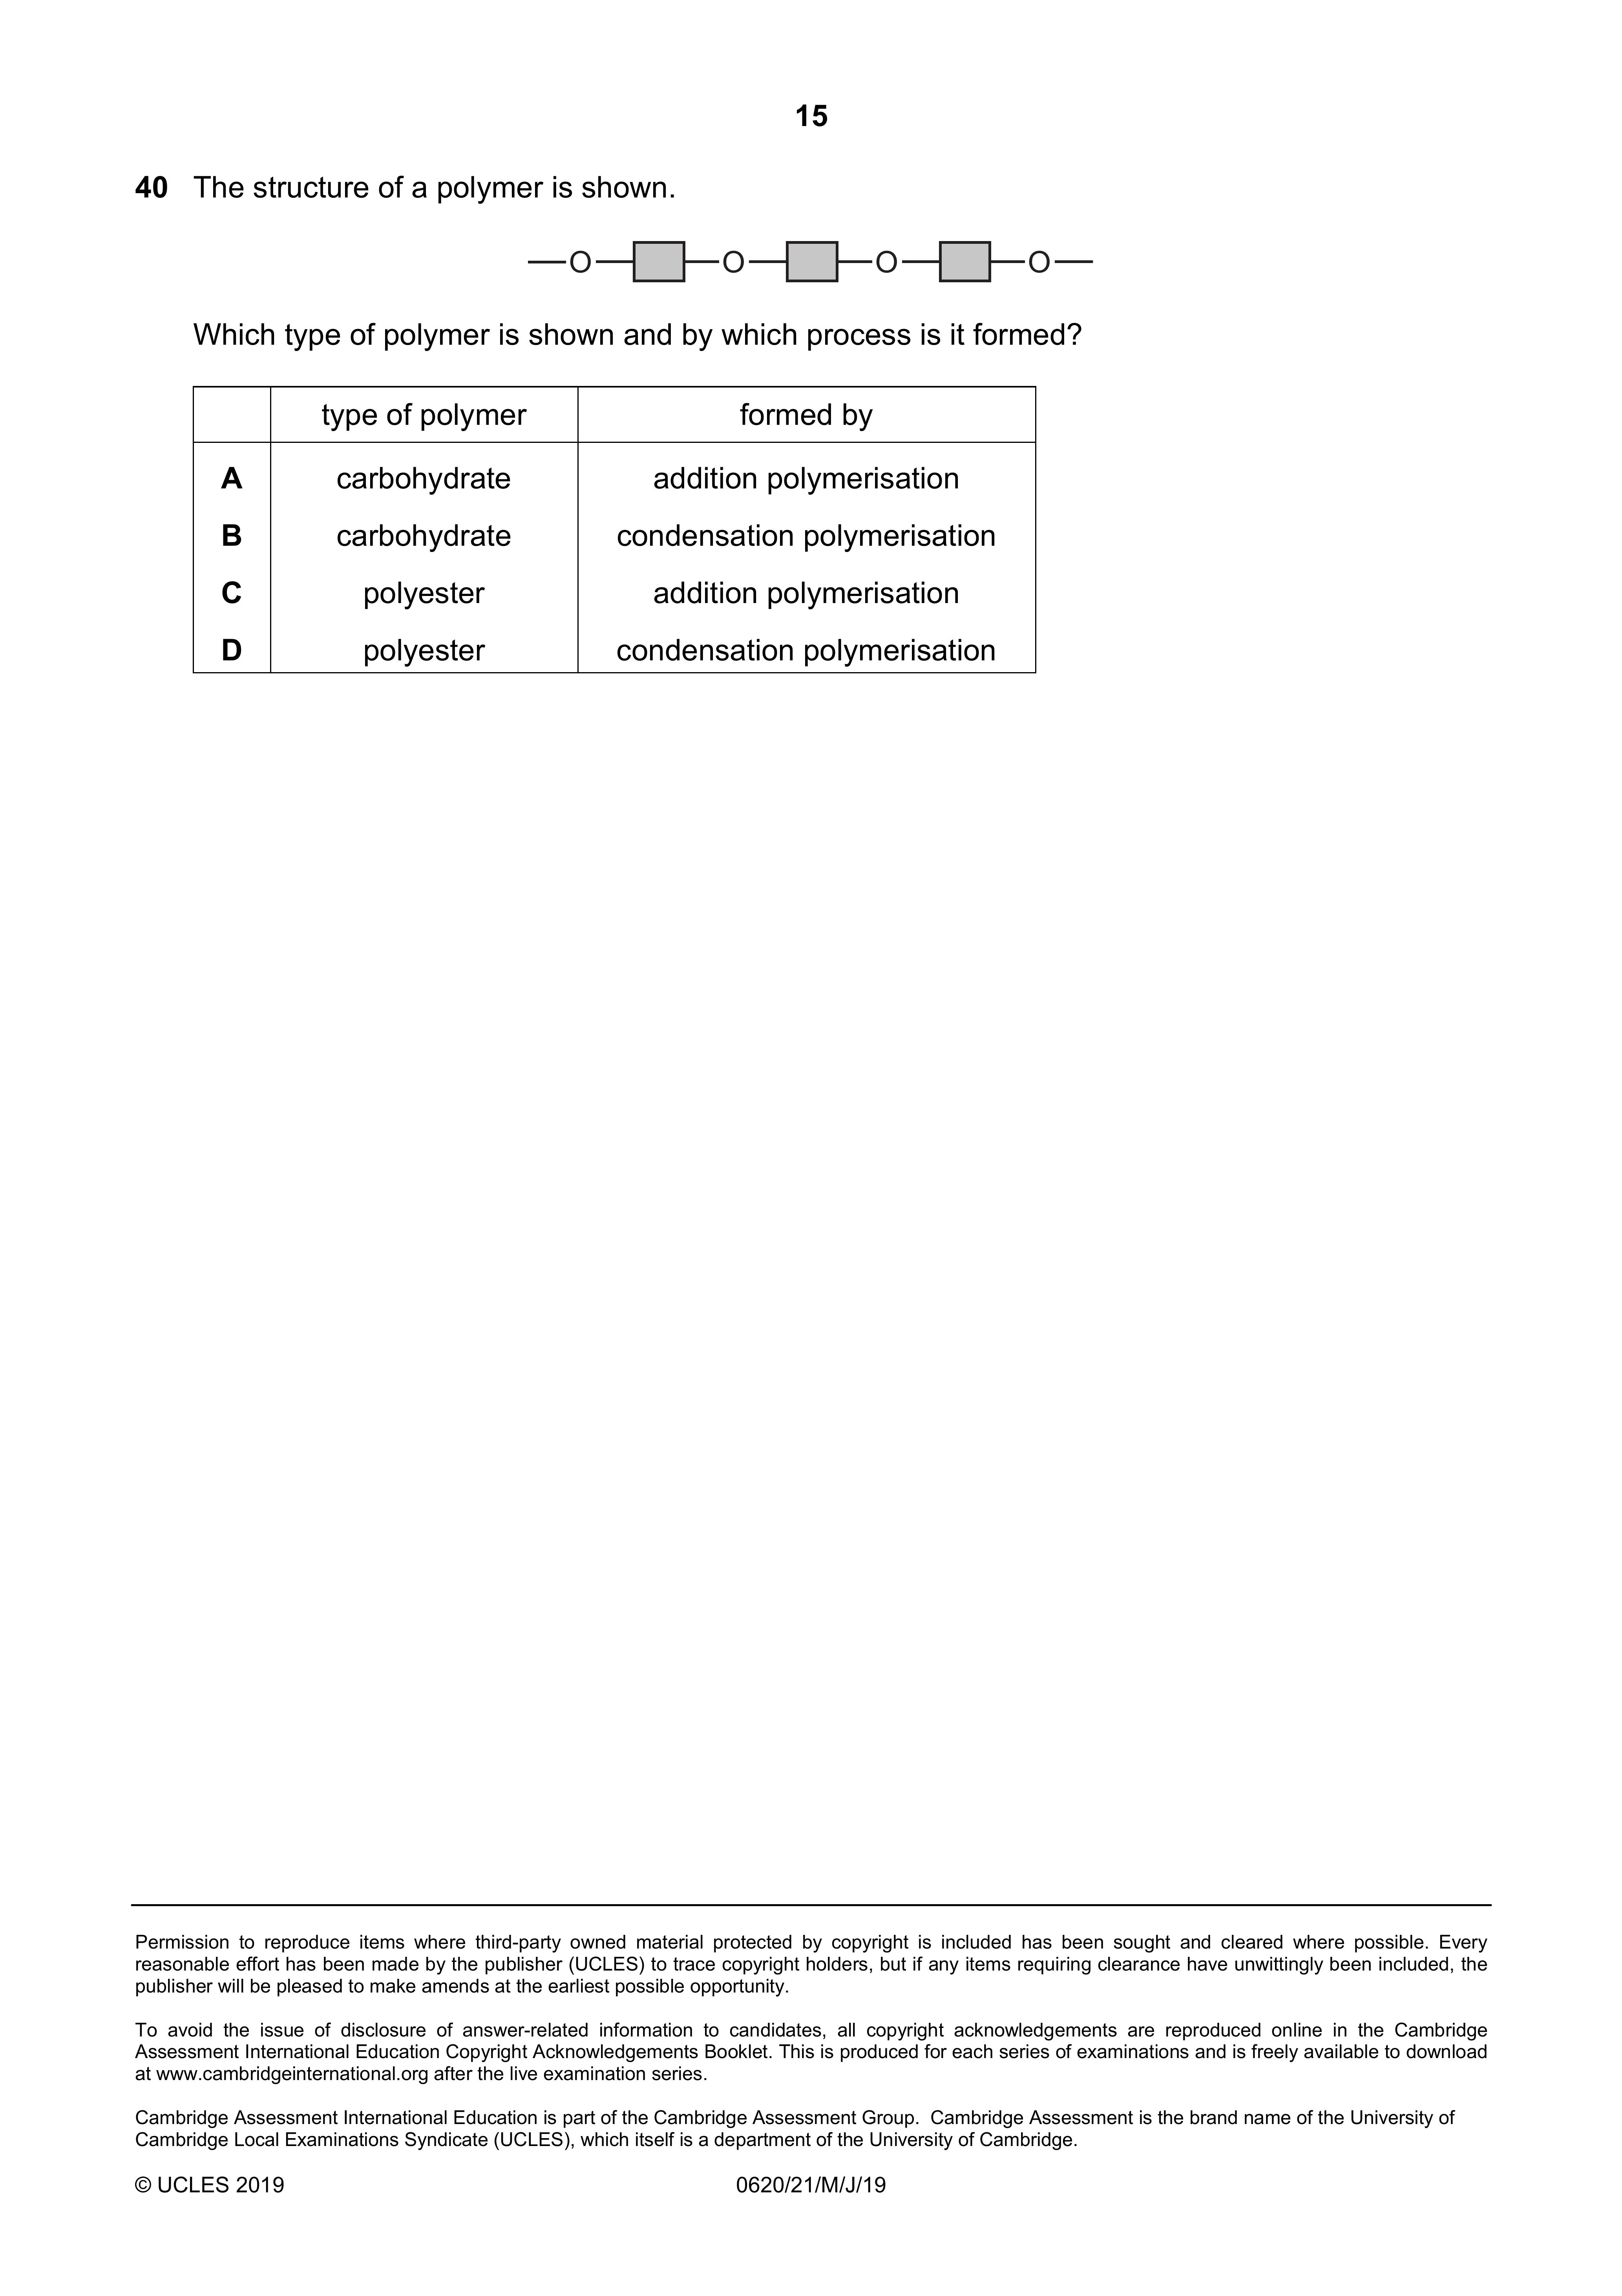 15
40 The structure of a polymer is shown.
O O O O
Which type of polymer is shown and by which process is it formed?
type of polymer formed by
A carbohydrate addition polymerisation
B carbohydrate condensation polymerisation
C polyester addition polymerisation
D polyester condensation polymerisation
Permission to reproduce items where third-party owned material protected by copyright is included has been sought and cleared where possible. Every
reasonable effort has been made by the publisher (UCLES) to trace copyright holders, but if any items requiring clearance have unwittingly been included, the
publisher will be pleased to make amends at the earliest possible opportunity.
To avoid the issue of disclosure of answer-related information to candidates, all copyright acknowledgements are reproduced online in the Cambridge
Assessment International Education Copyright Acknowledgements Booklet. This is produced for each series of examinations and is freely available to download
at www.cambridgeinternational.org after the live examination series.
Cambridge Assessment International Education is part of the Cambridge Assessment Group. Cambridge Assessment is the brand name of the University of
Cambridge Local Examinations Syndicate (UCLES), which itself is a department of the University of Cambridge.
© UCLES 2019 0620/21/M/J/19